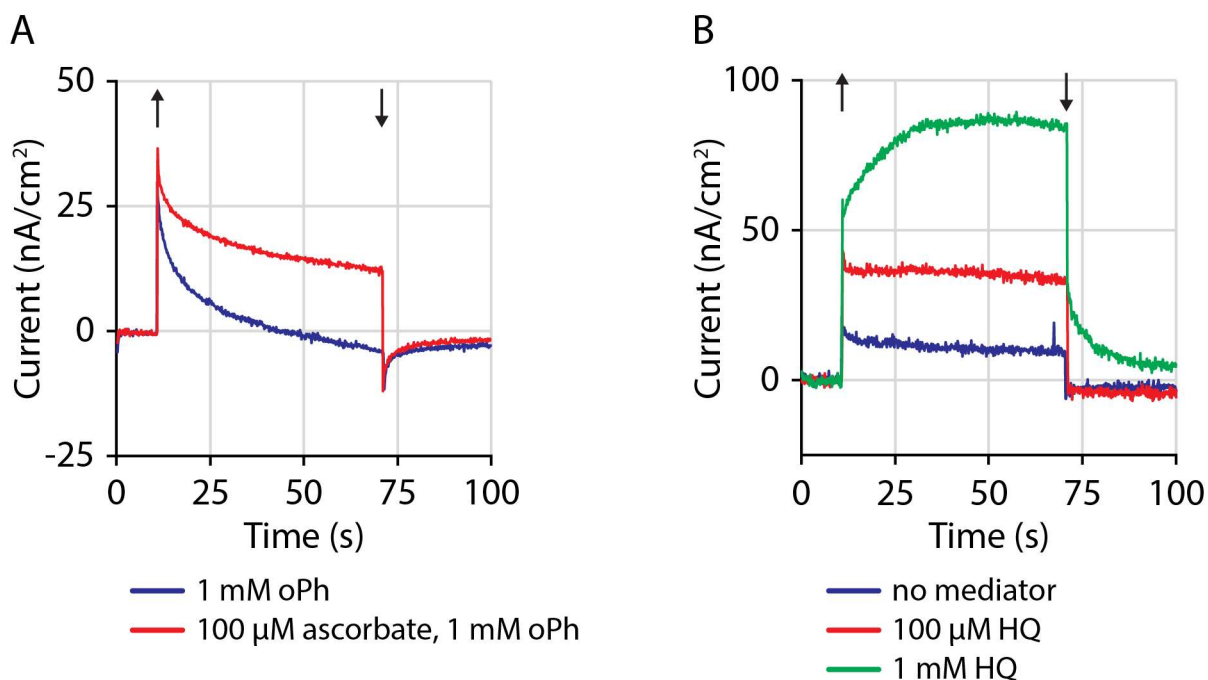 A
Current (nA/cm²)
50
25
0
-25
0 25 50 75 100
Time (s)
1 mM oPh
100 µM ascorbate, 1 mM oPh
B
Current (nA/cm²)
100
50
0
0 25 50 75 100
Time (s)
no mediator
100 µM HQ
1 mM HQ